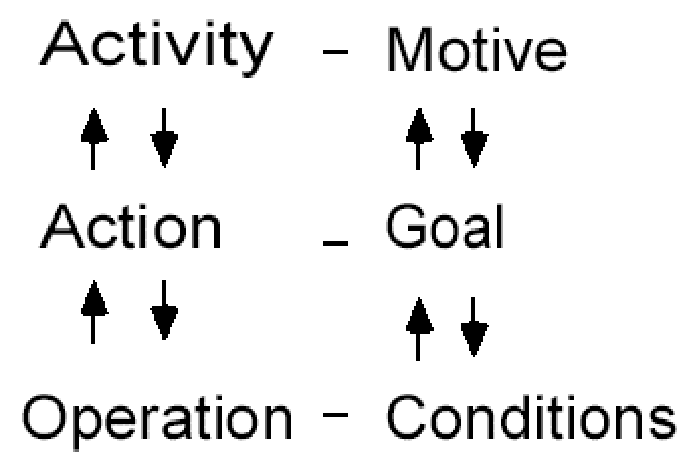 Activity – Motive
Action – Goal
Operation – Conditions